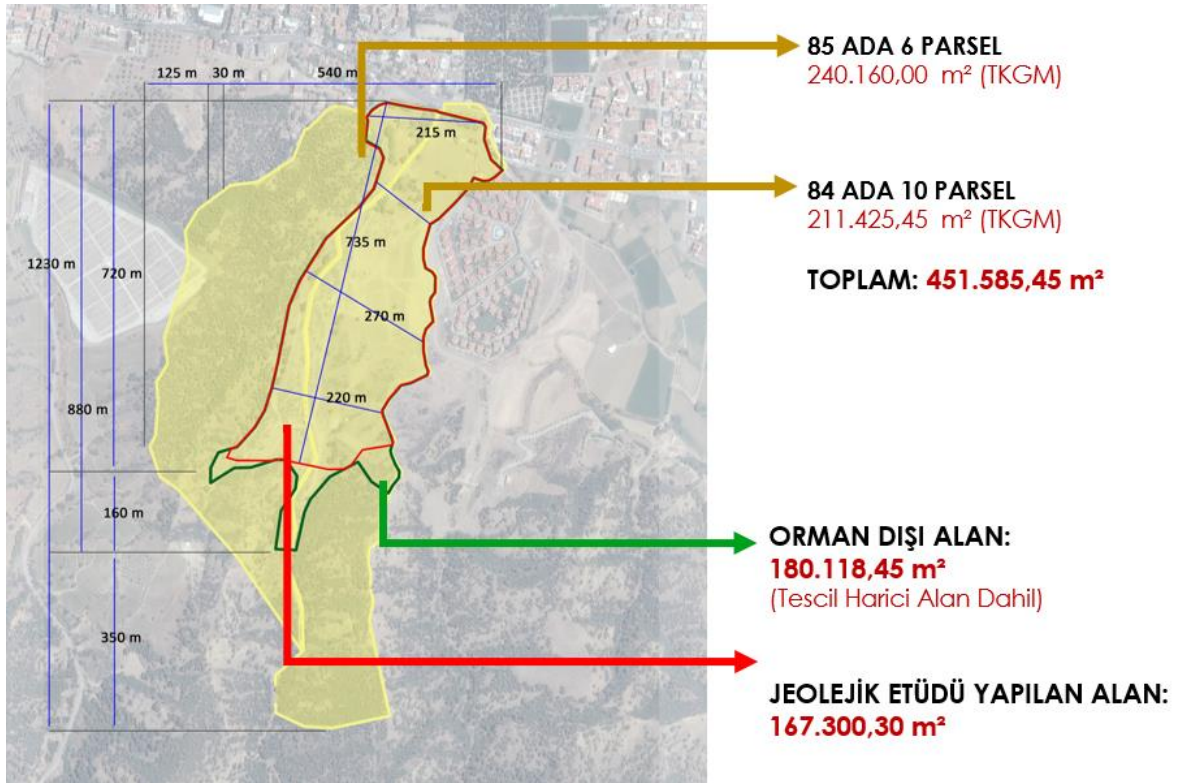 125 m
30 m
540 m
215 m
1230 m
720 m
735 m
270 m
880 m
220 m
160 m
350 m
85 ADA 6 PARSEL
240.160,00 m² (TKGM)
84 ADA 10 PARSEL
211.425,45 m² (TKGM)
TOPLAM: 451.585,45 m²
ORMAN DIŞI ALAN:
180.118,45 m²
(Tescil Harici Alan Dahil)
JEOLEJİK ETÜDÜ YAPILAN ALAN:
167.300,30 m²